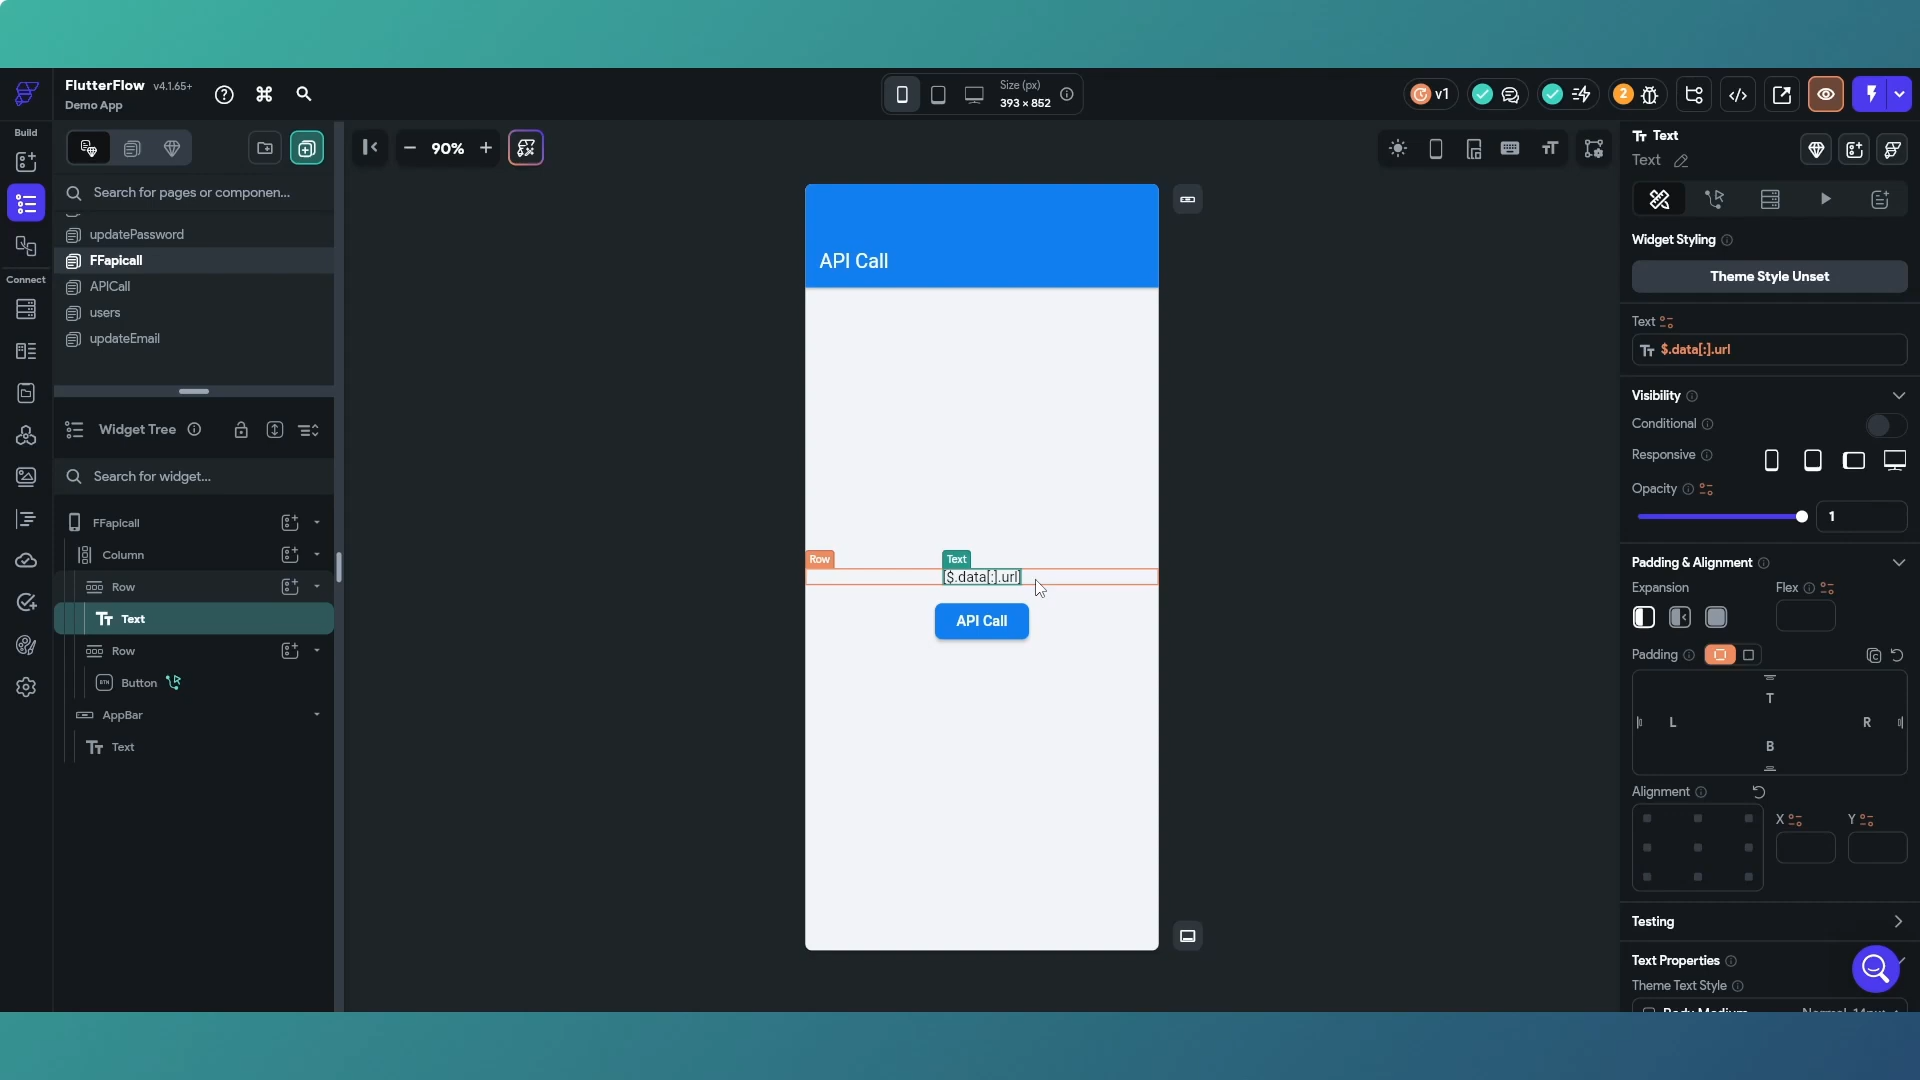 FlutterFlow v4.1.65+
Demo App
Size (px)
393 × 852
v1
2
Build
Connect
Search for pages or componen...
updatePassword
FFapicall
APICall
users
updateEmail
Widget Tree
Search for widget...
FFapicall
Column
Row
Text
Row
BTN Button
AppBar
Text
90%
API Call
Row
Text
[$.data[:].url]
API Call
Text
Text
Widget Styling
Theme Style Unset
Text
$.data[:].url
Visibility
Conditional
Responsive
Opacity
1
Padding & Alignment
Expansion
Flex
Padding
T
L
R
B
Alignment
X
Y
Testing
Text Properties
Theme Text Style
Body Medium